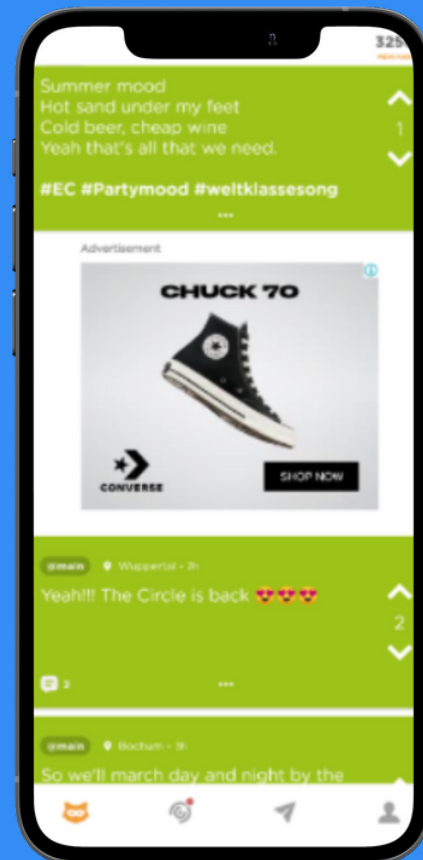 Summer mood
Hot sand under my feet
Cold beer, cheap wine
Yeah that's all that we need.
1
#EC #Partymood #weltklassesong
Advertisement
CHUCK 70
CONVERSE
SHOP NOW
@main Wuppertal - 2h
Yeah!!! The Circle is back 😍😍😍
2
2
@main Bochum - 3h
So we'll march day and night by the